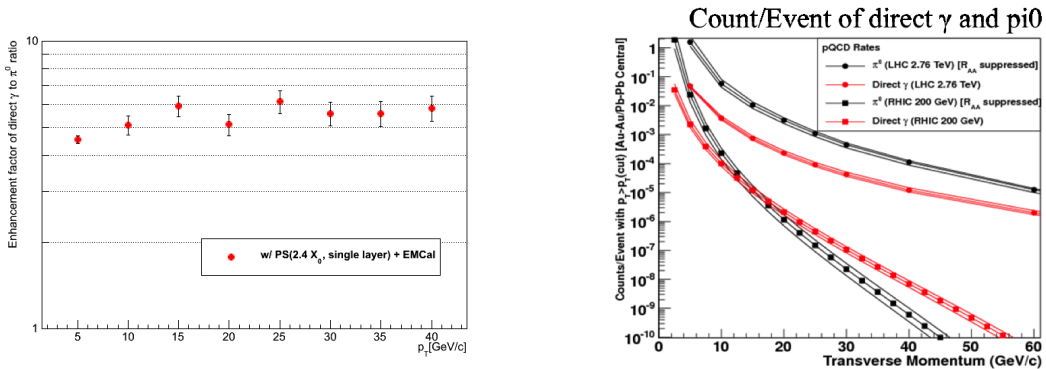 Enhancement factor of direct γ to π⁰ ratio
10
1
w/ PS(2.4 X₀, single layer) + EMCal
5 10 15 20 25 30 35 40
p_T[GeV/c]
Count/Event of direct γ and pi0
Counts/Event with p_T>p_T(cut) [Au-Au/Pb-Pb Central]
pQCD Rates
π⁰ (LHC 2.76 TeV) [R_AA suppressed]
Direct γ (LHC 2.76 TeV)
π⁰ (RHIC 200 GeV) [R_AA suppressed]
Direct γ (RHIC 200 GeV)
1
10⁻¹
10⁻²
10⁻³
10⁻⁴
10⁻⁵
10⁻⁶
10⁻⁷
10⁻⁸
10⁻⁹
10⁻¹⁰
0 10 20 30 40 50 60
Transverse Momentum (GeV/c)